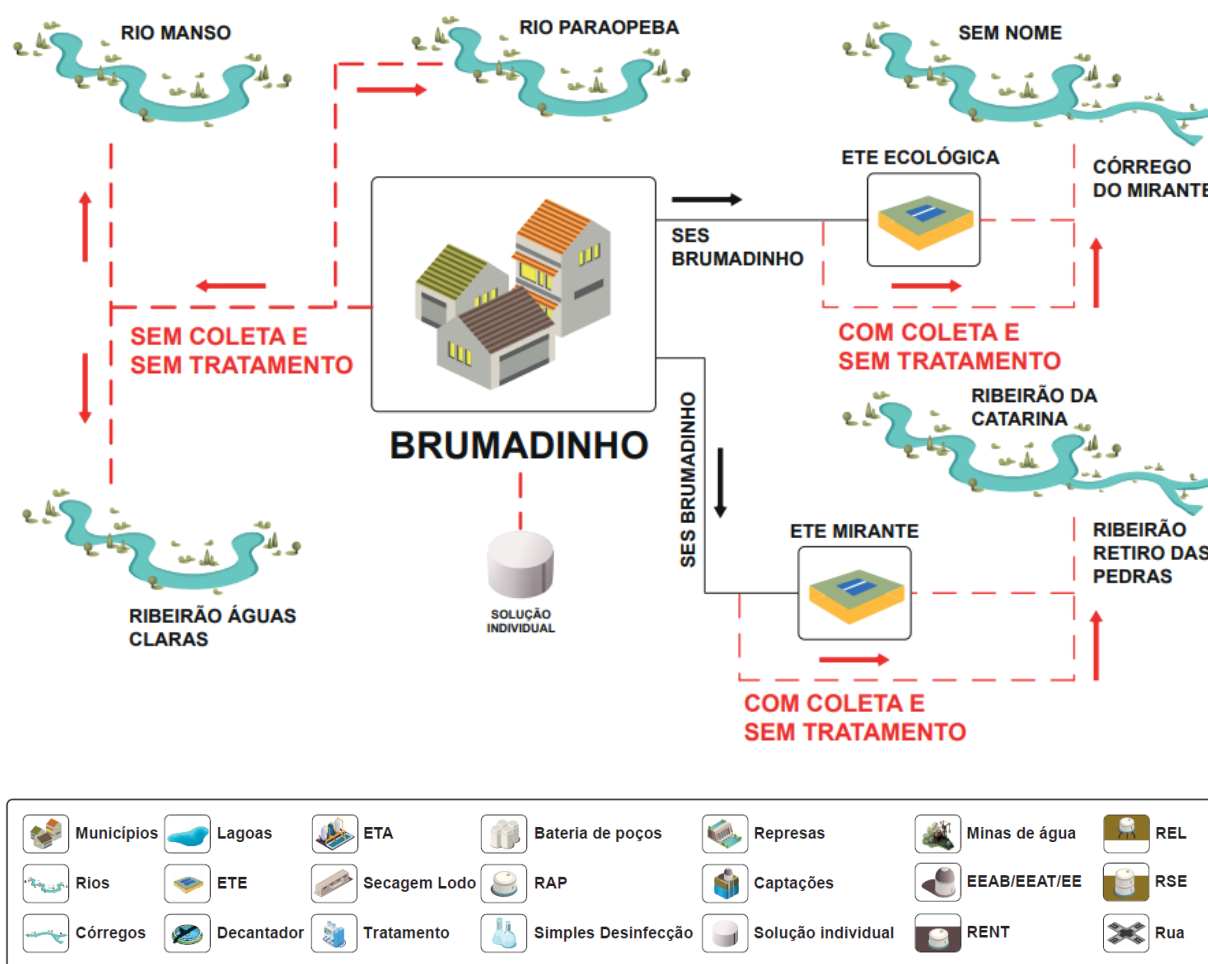 RIO MANSO
RIO PARAOPEBA
SEM NOME
ETE ECOLÓGICA
CÓRREGO
DO MIRANTE
SES
BRUMADINHO
SEM COLETA E
SEM TRATAMENTO
COM COLETA E
SEM TRATAMENTO
BRUMADINHO
SES BRUMADINHO
RIBEIRÃO DA
CATARINA
ETE MIRANTE
RIBEIRÃO
RETIRO DAS
PEDRAS
RIBEIRÃO ÁGUAS
CLARAS
SOLUÇÃO
INDIVIDUAL
COM COLETA E
SEM TRATAMENTO
Municípios
Lagoas
ETA
Bateria de poços
Represas
Minas de água
REL
Rios
ETE
Secagem Lodo
RAP
Captações
EEAB/EEAT/EE
RSE
Córregos
Decantador
Tratamento
Simples Desinfecção
Solução individual
RENT
Rua